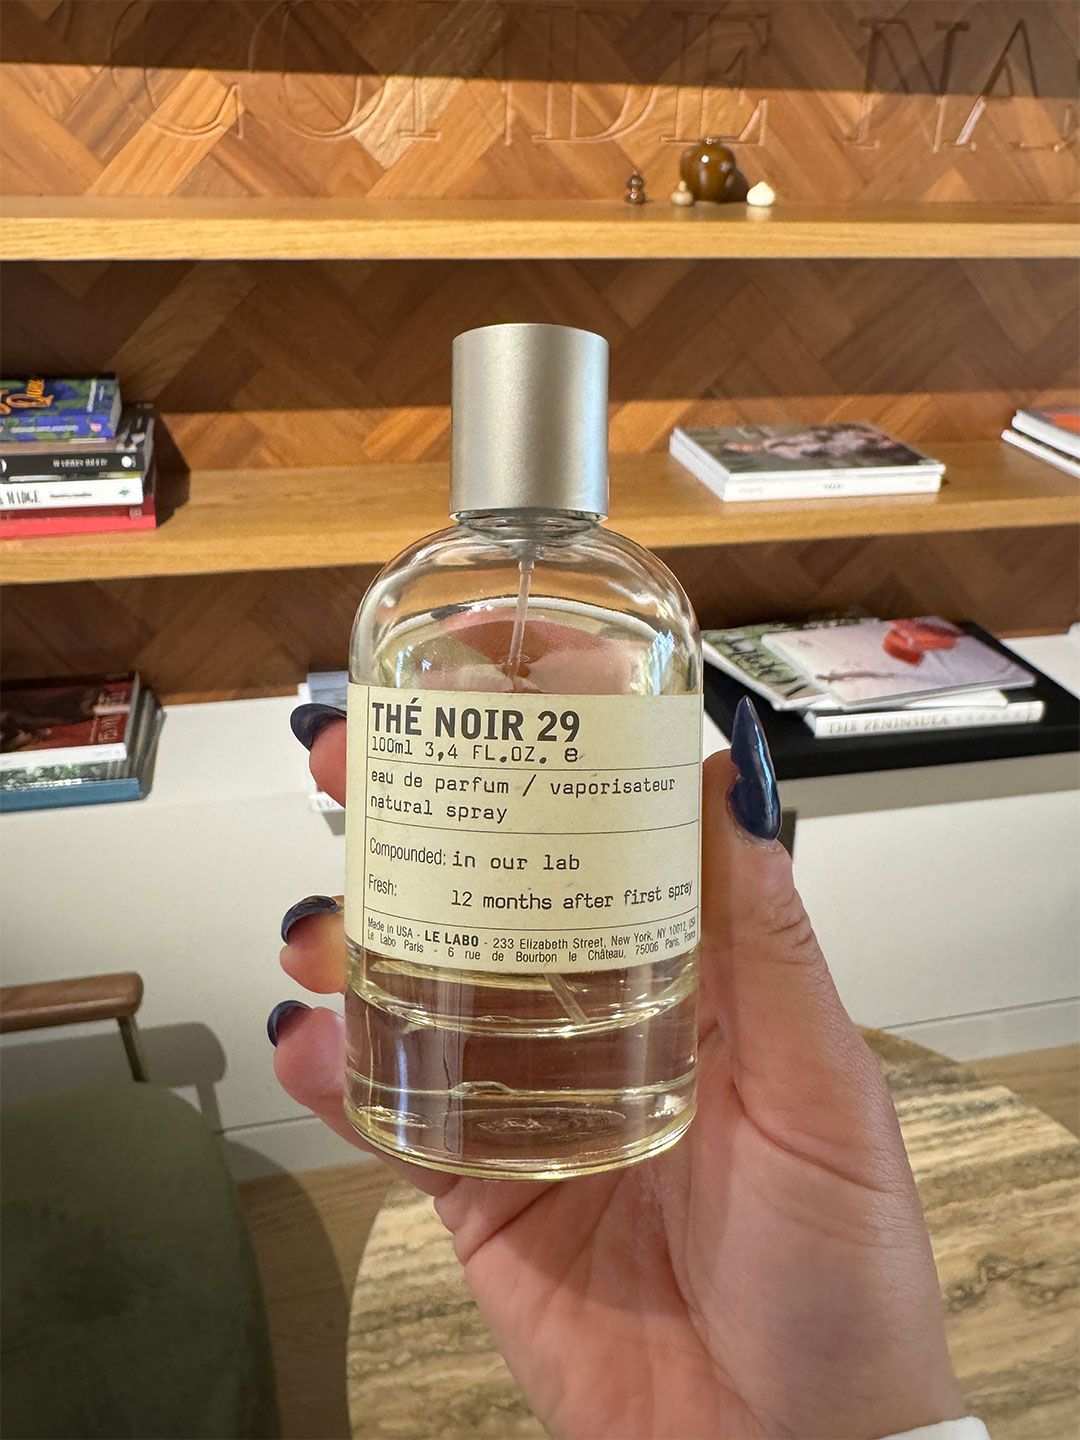 CONDE NA
THÉ NOIR 29
100ml 3,4 FL.OZ. e
eau de parfum / vaporisateur
natural spray
Compounded: in our lab
Fresh: 12 months after first spray
Made in USA - LE LABO - 233 Elizabeth Street, New York, NY 10012, USA
Le Labo Paris - 6 rue de Bourbon le Château, 75006 Paris, France
THE PENINSULA